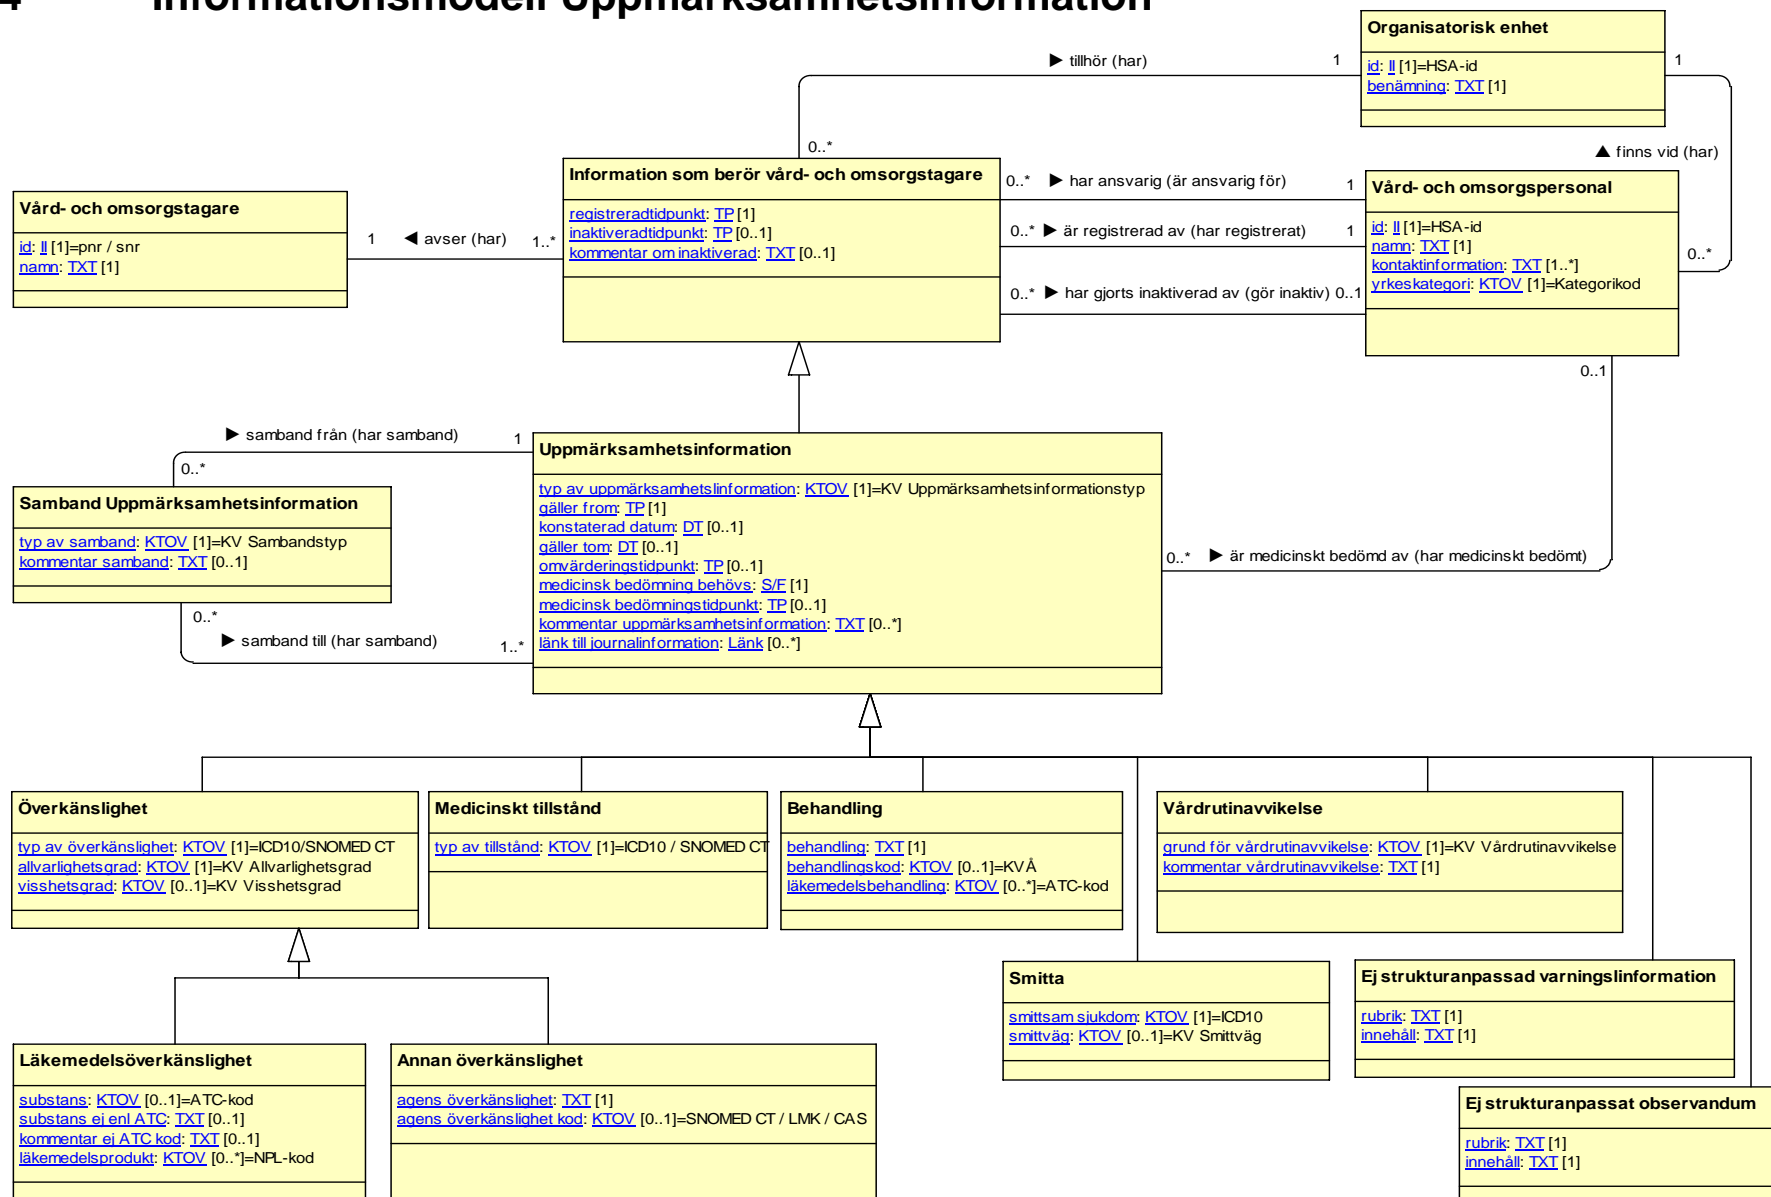 4 Informationsmodell Uppmärksamhetsinformation
Organisatorisk enhet
id: II [1]=HSA-id
benämning: TXT [1]
► tillhör (har)
1
1
0..*
▲ finns vid (har)
Information som berör vård- och omsorgstagare
registreradtidpunkt: TP [1]
inaktiveradtidpunkt: TP [0..1]
kommentar om inaktiverad: TXT [0..1]
Vård- och omsorgstagare
id: II [1]=pnr / snr
namn: TXT [1]
1
◄ avser (har)
1..*
0..*
► har ansvarig (är ansvarig för)
1
0..*
► är registrerad av (har registrerat)
1
0..*
► har gjorts inaktiverad av (gör inaktiv)
0..1
Vård- och omsorgspersonal
id: II [1]=HSA-id
namn: TXT [1]
kontaktinformation: TXT [1..*]
yrkeskategori: KTOV [1]=Kategorikod
0..*
0..1
► samband från (har samband)
1
0..*
Uppmärksamhetsinformation
typ av uppmärksamhetslinformation: KTOV [1]=KV Uppmärksamhetsinformationstyp
gäller from: TP [1]
konstaterad datum: DT [0..1]
gäller tom: DT [0..1]
omvärderingstidpunkt: TP [0..1]
medicinsk bedömning behövs: S/F [1]
medicinsk bedömningstidpunkt: TP [0..1]
kommentar uppmärksamhetsinformation: TXT [0..*]
länk till journalinformation: Länk [0..*]
Samband Uppmärksamhetsinformation
typ av samband: KTOV [1]=KV Sambandstyp
kommentar samband: TXT [0..1]
0..*
► är medicinskt bedömd av (har medicinskt bedömt)
0..*
► samband till (har samband)
1..*
Överkänslighet
typ av överkänslighet: KTOV [1]=ICD10/SNOMED CT
allvarlighetsgrad: KTOV [1]=KV Allvarlighetsgrad
visshetsgrad: KTOV [0..1]=KV Visshetsgrad
Medicinskt tillstånd
typ av tillstånd: KTOV [1]=ICD10 / SNOMED CT
Behandling
behandling: TXT [1]
behandlingskod: KTOV [0..1]=KVÅ
läkemedelsbehandling: KTOV [0..*]=ATC-kod
Vårdrutinavvikelse
grund för vårdrutinavvikelse: KTOV [1]=KV Vårdrutinavvikelse
kommentar vårdrutinavvikelse: TXT [1]
Smitta
smittsam sjukdom: KTOV [1]=ICD10
smittväg: KTOV [0..1]=KV Smittväg
Ej strukturanpassad varningslinformation
rubrik: TXT [1]
innehåll: TXT [1]
Läkemedelsöverkänslighet
substans: KTOV [0..1]=ATC-kod
substans ej enl ATC: TXT [0..1]
kommentar ej ATC kod: TXT [0..1]
läkemedelsprodukt: KTOV [0..*]=NPL-kod
Annan överkänslighet
agens överkänslighet: TXT [1]
agens överkänslighet kod: KTOV [0..1]=SNOMED CT / LMK / CAS
Ej strukturanpassat observandum
rubrik: TXT [1]
innehåll: TXT [1]